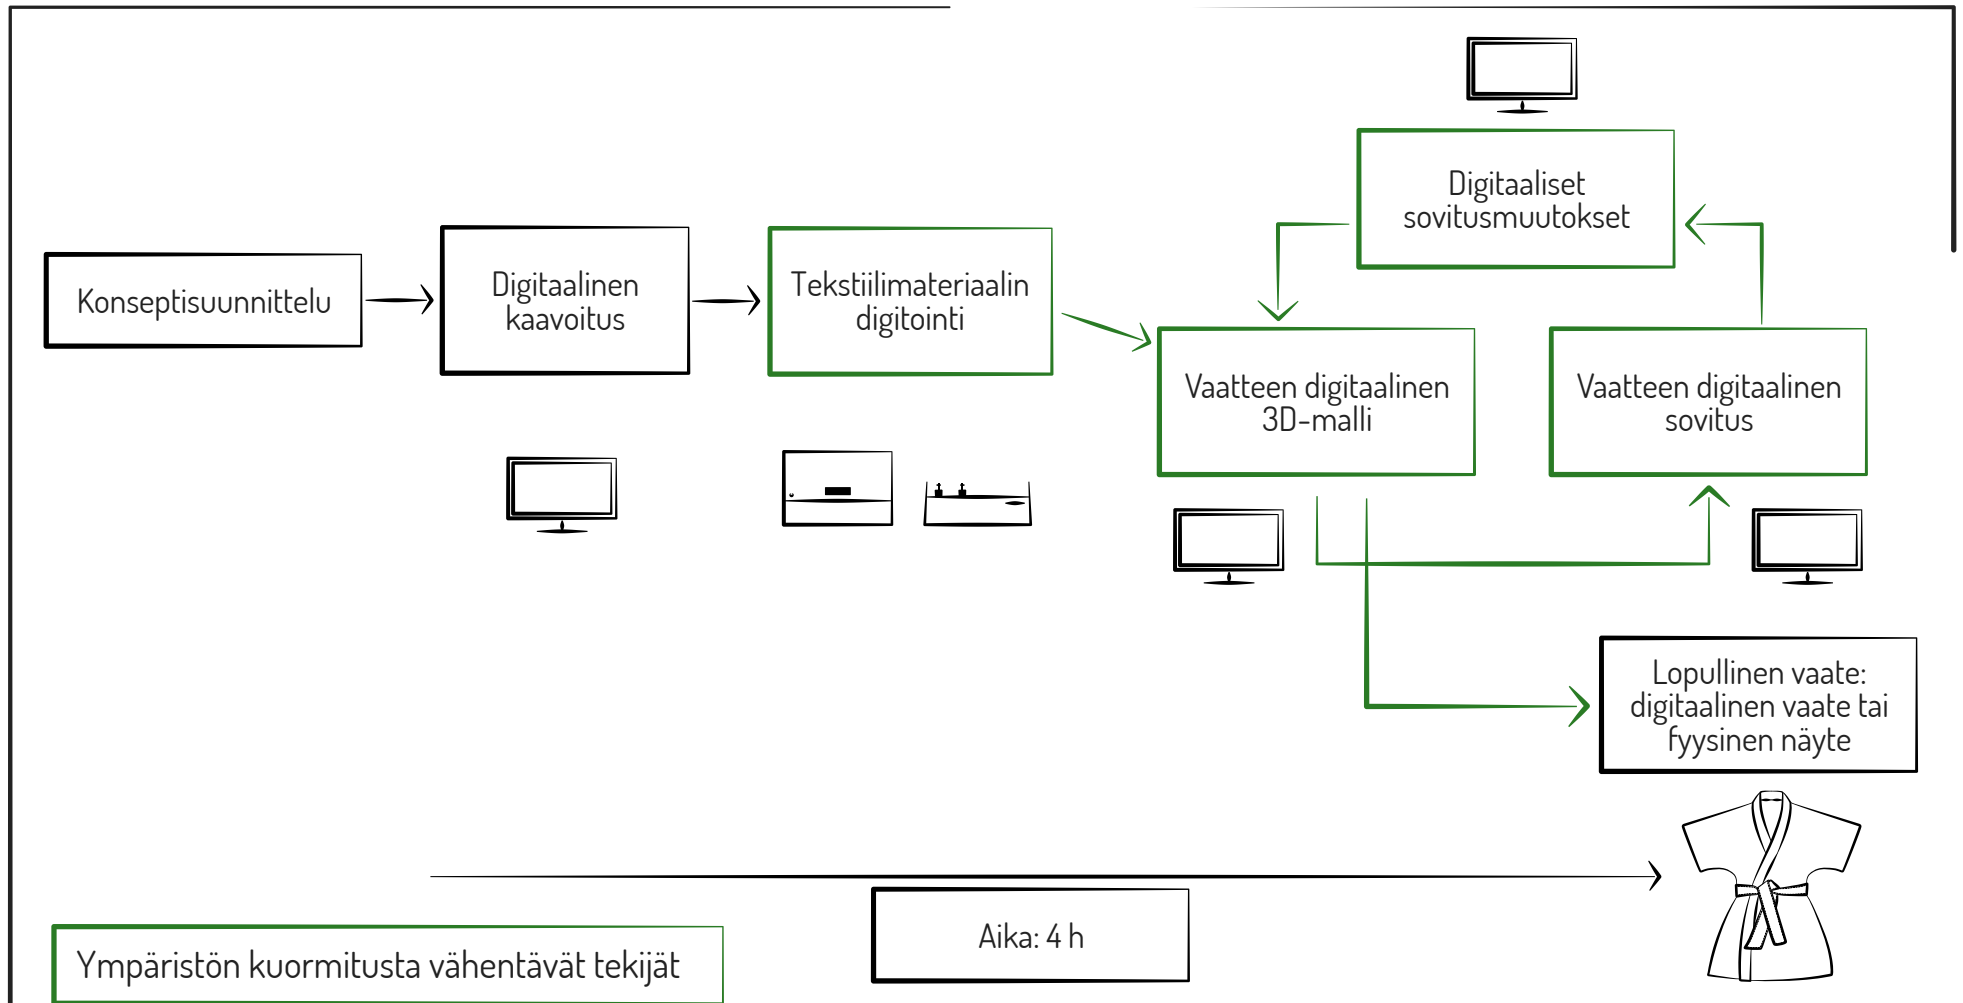 Konseptisuunnittelu
Digitaalinen
kaavoitus
Tekstiilimateriaalin
digitointi
Digitaaliset
sovitusmuutokset
Vaatteen digitaalinen
3D-malli
Vaatteen digitaalinen
sovitus
Lopullinen vaate:
digitaalinen vaate tai
fyysinen näyte
Aika: 4 h
Ympäristön kuormitusta vähentävät tekijät